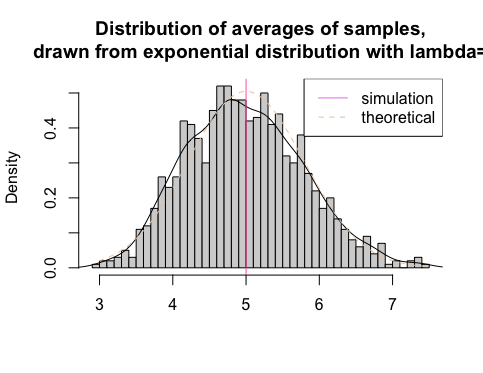 Distribution of averages of samples,
drawn from exponential distribution with lambda=
simulation
theoretical
Density
0.4
0.2
0.0
3 4 5 6 7